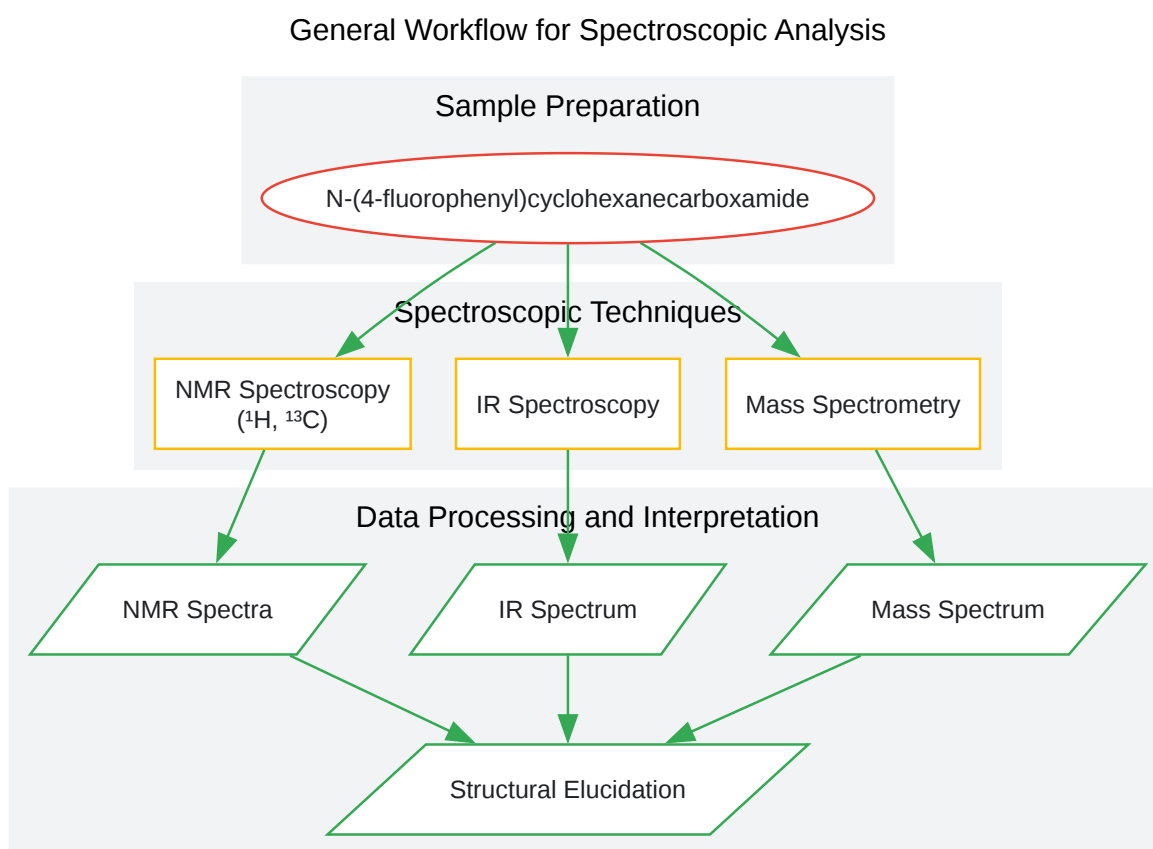 General Workflow for Spectroscopic Analysis
Sample Preparation
N-(4-fluorophenyl)cyclohexanecarboxamide
Spectroscopic Techniques
NMR Spectroscopy
(¹H, ¹³C)
IR Spectroscopy
Mass Spectrometry
Data Processing and Interpretation
NMR Spectra
IR Spectrum
Mass Spectrum
Structural Elucidation